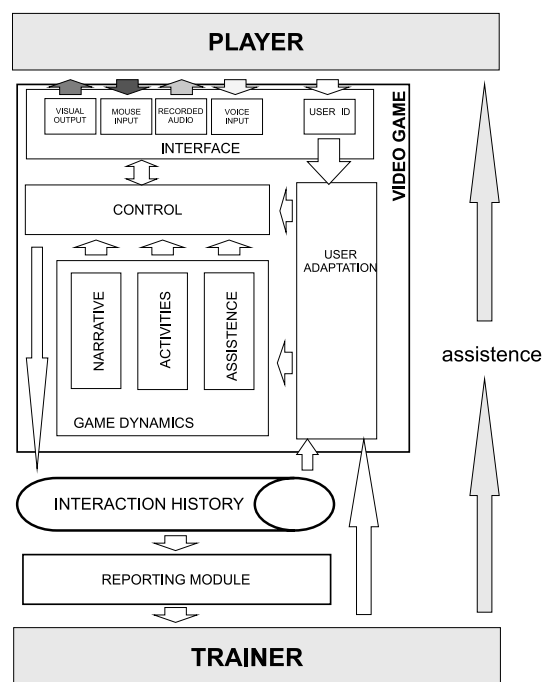 PLAYER
VISUAL
OUTPUT
MOUSE
INPUT
RECORDED
AUDIO
VOICE
INPUT
USER ID
INTERFACE
VIDEO GAME
CONTROL
USER
ADAPTATION
NARRATIVE
ACTIVITIES
ASSISTENCE
GAME DYNAMICS
assistence
INTERACTION HISTORY
REPORTING MODULE
TRAINER